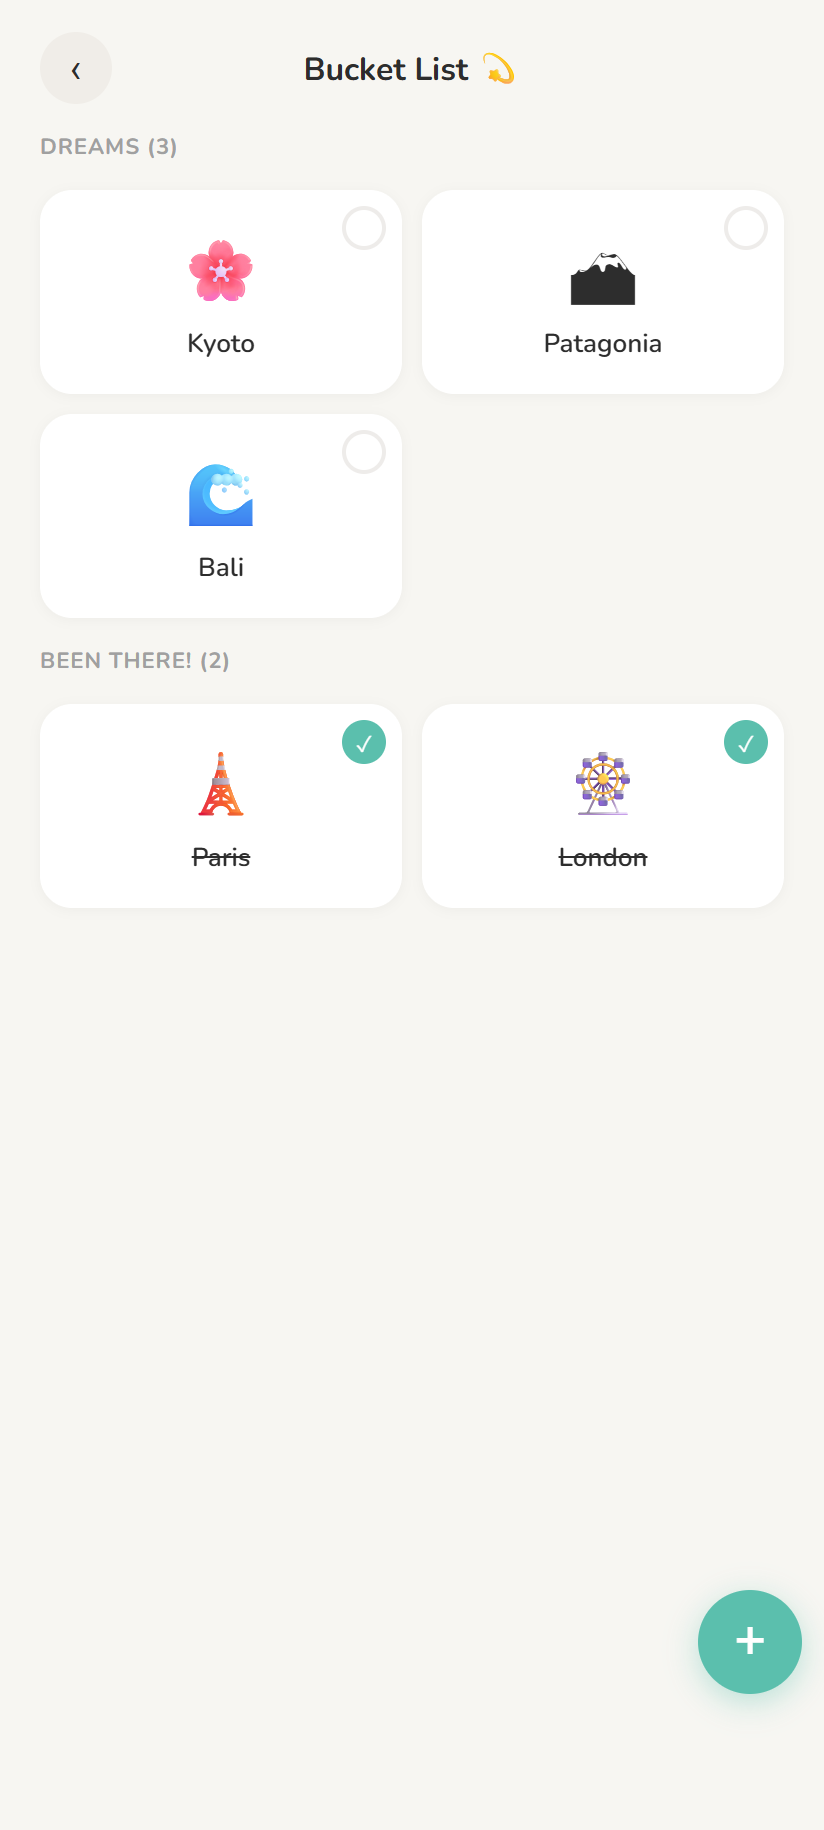 ‹
Bucket List 💫
DREAMS (3)
Kyoto
Patagonia
Bali
BEEN THERE! (2)
✓
✓
Paris
London
+